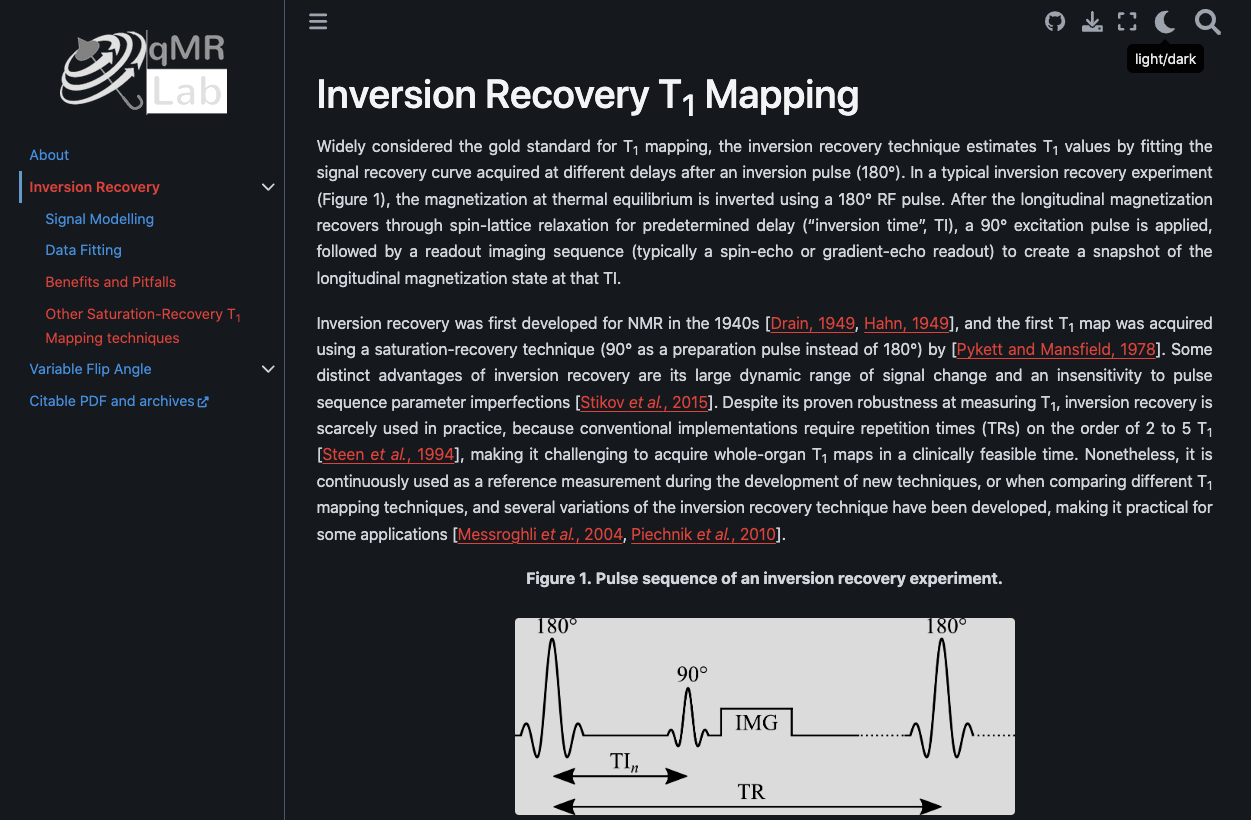 qMR
Lab
light/dark
About
Inversion Recovery
Signal Modelling
Data Fitting
Benefits and Pitfalls
Other Saturation-Recovery T1
Mapping techniques
Variable Flip Angle
Citable PDF and archives
Inversion Recovery T1 Mapping
Widely considered the gold standard for T1 mapping, the inversion recovery technique estimates T1 values by fitting the
signal recovery curve acquired at different delays after an inversion pulse (180°). In a typical inversion recovery experiment
(Figure 1), the magnetization at thermal equilibrium is inverted using a 180° RF pulse. After the longitudinal magnetization
recovers through spin-lattice relaxation for predetermined delay (“inversion time”, TI), a 90° excitation pulse is applied,
followed by a readout imaging sequence (typically a spin-echo or gradient-echo readout) to create a snapshot of the
longitudinal magnetization state at that TI.
Inversion recovery was first developed for NMR in the 1940s [Drain, 1949, Hahn, 1949], and the first T1 map was acquired
using a saturation-recovery technique (90° as a preparation pulse instead of 180°) by [Pykett and Mansfield, 1978]. Some
distinct advantages of inversion recovery are its large dynamic range of signal change and an insensitivity to pulse
sequence parameter imperfections [Stikov et al., 2015]. Despite its proven robustness at measuring T1, inversion recovery is
scarcely used in practice, because conventional implementations require repetition times (TRs) on the order of 2 to 5 T1
[Steen et al., 1994], making it challenging to acquire whole-organ T1 maps in a clinically feasible time. Nonetheless, it is
continuously used as a reference measurement during the development of new techniques, or when comparing different T1
mapping techniques, and several variations of the inversion recovery technique have been developed, making it practical for
some applications [Messroghli et al., 2004, Piechnik et al., 2010].
Figure 1. Pulse sequence of an inversion recovery experiment.
180° 180°
90°
IMG
TIn
TR